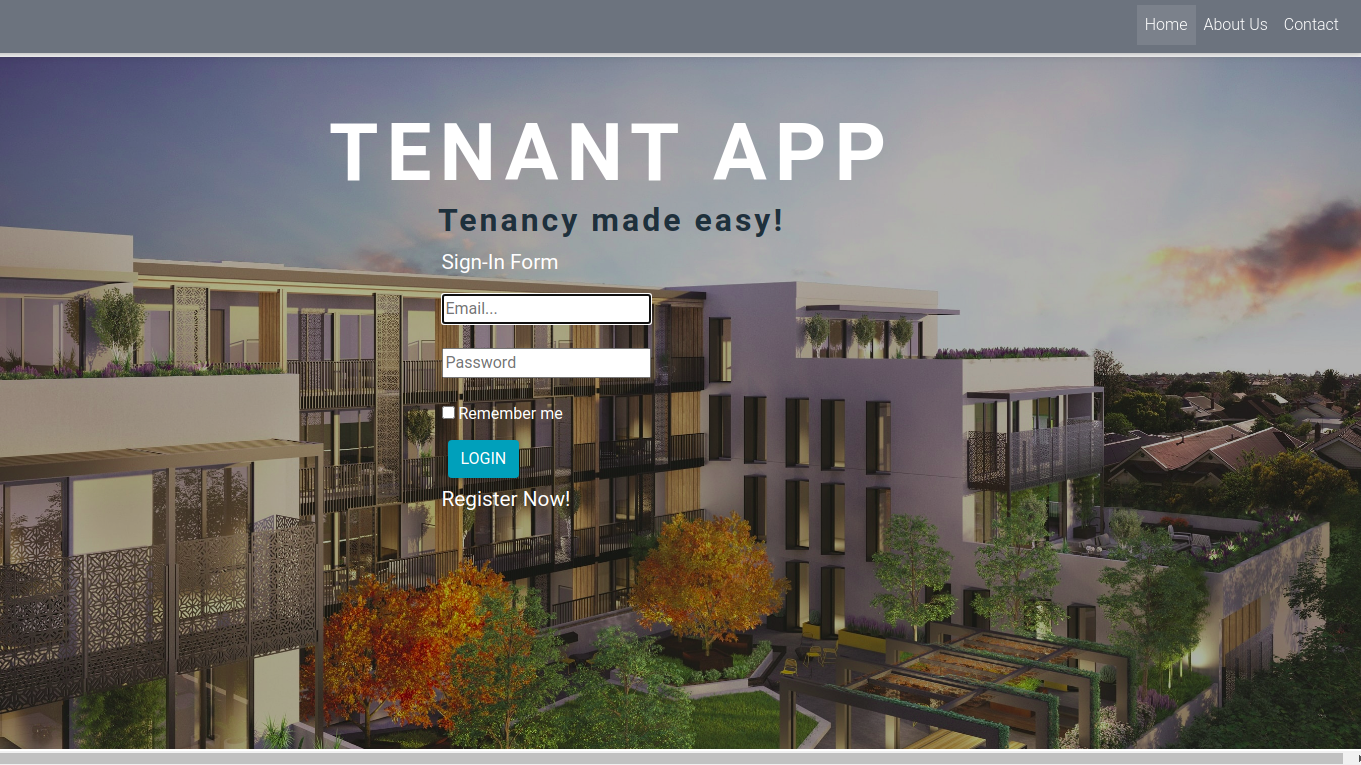 Home About Us Contact
TENANT APP
Tenancy made easy!
Sign-In Form
Email...
Password
Remember me
LOGIN
Register Now!